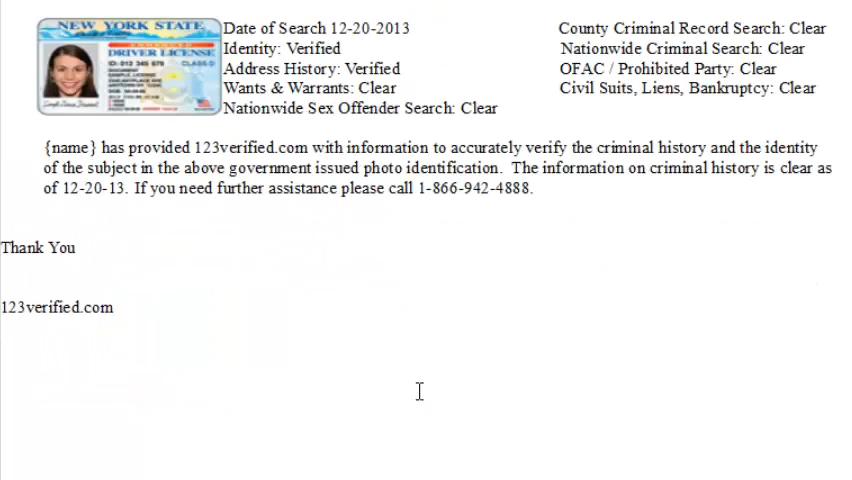 NEW YORK STATE
DRIVER LICENSE
ID: 012 345 678 CLASS D
Date of Search 12-20-2013
Identity: Verified
Address History: Verified
Wants & Warrants: Clear
Nationwide Sex Offender Search: Clear
County Criminal Record Search: Clear
Nationwide Criminal Search: Clear
OFAC / Prohibited Party: Clear
Civil Suits, Liens, Bankruptcy: Clear
{name} has provided 123verified.com with information to accurately verify the criminal history and the identity
of the subject in the above government issued photo identification. The information on criminal history is clear as
of 12-20-13. If you need further assistance please call 1-866-942-4888.
Thank You
123verified.com